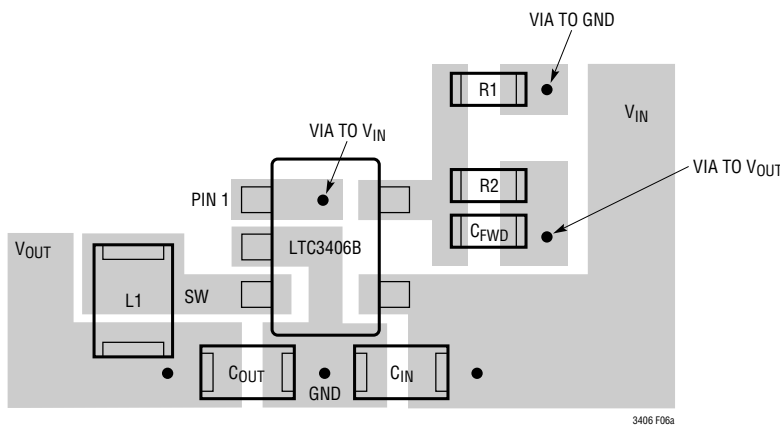 VIA TO GND
R1
VIN
VIA TO VIN
R2
VIA TO VOUT
PIN 1
CFWD
VOUT
LTC3406B
L1
SW
COUT
GND
CIN
3406 F06a